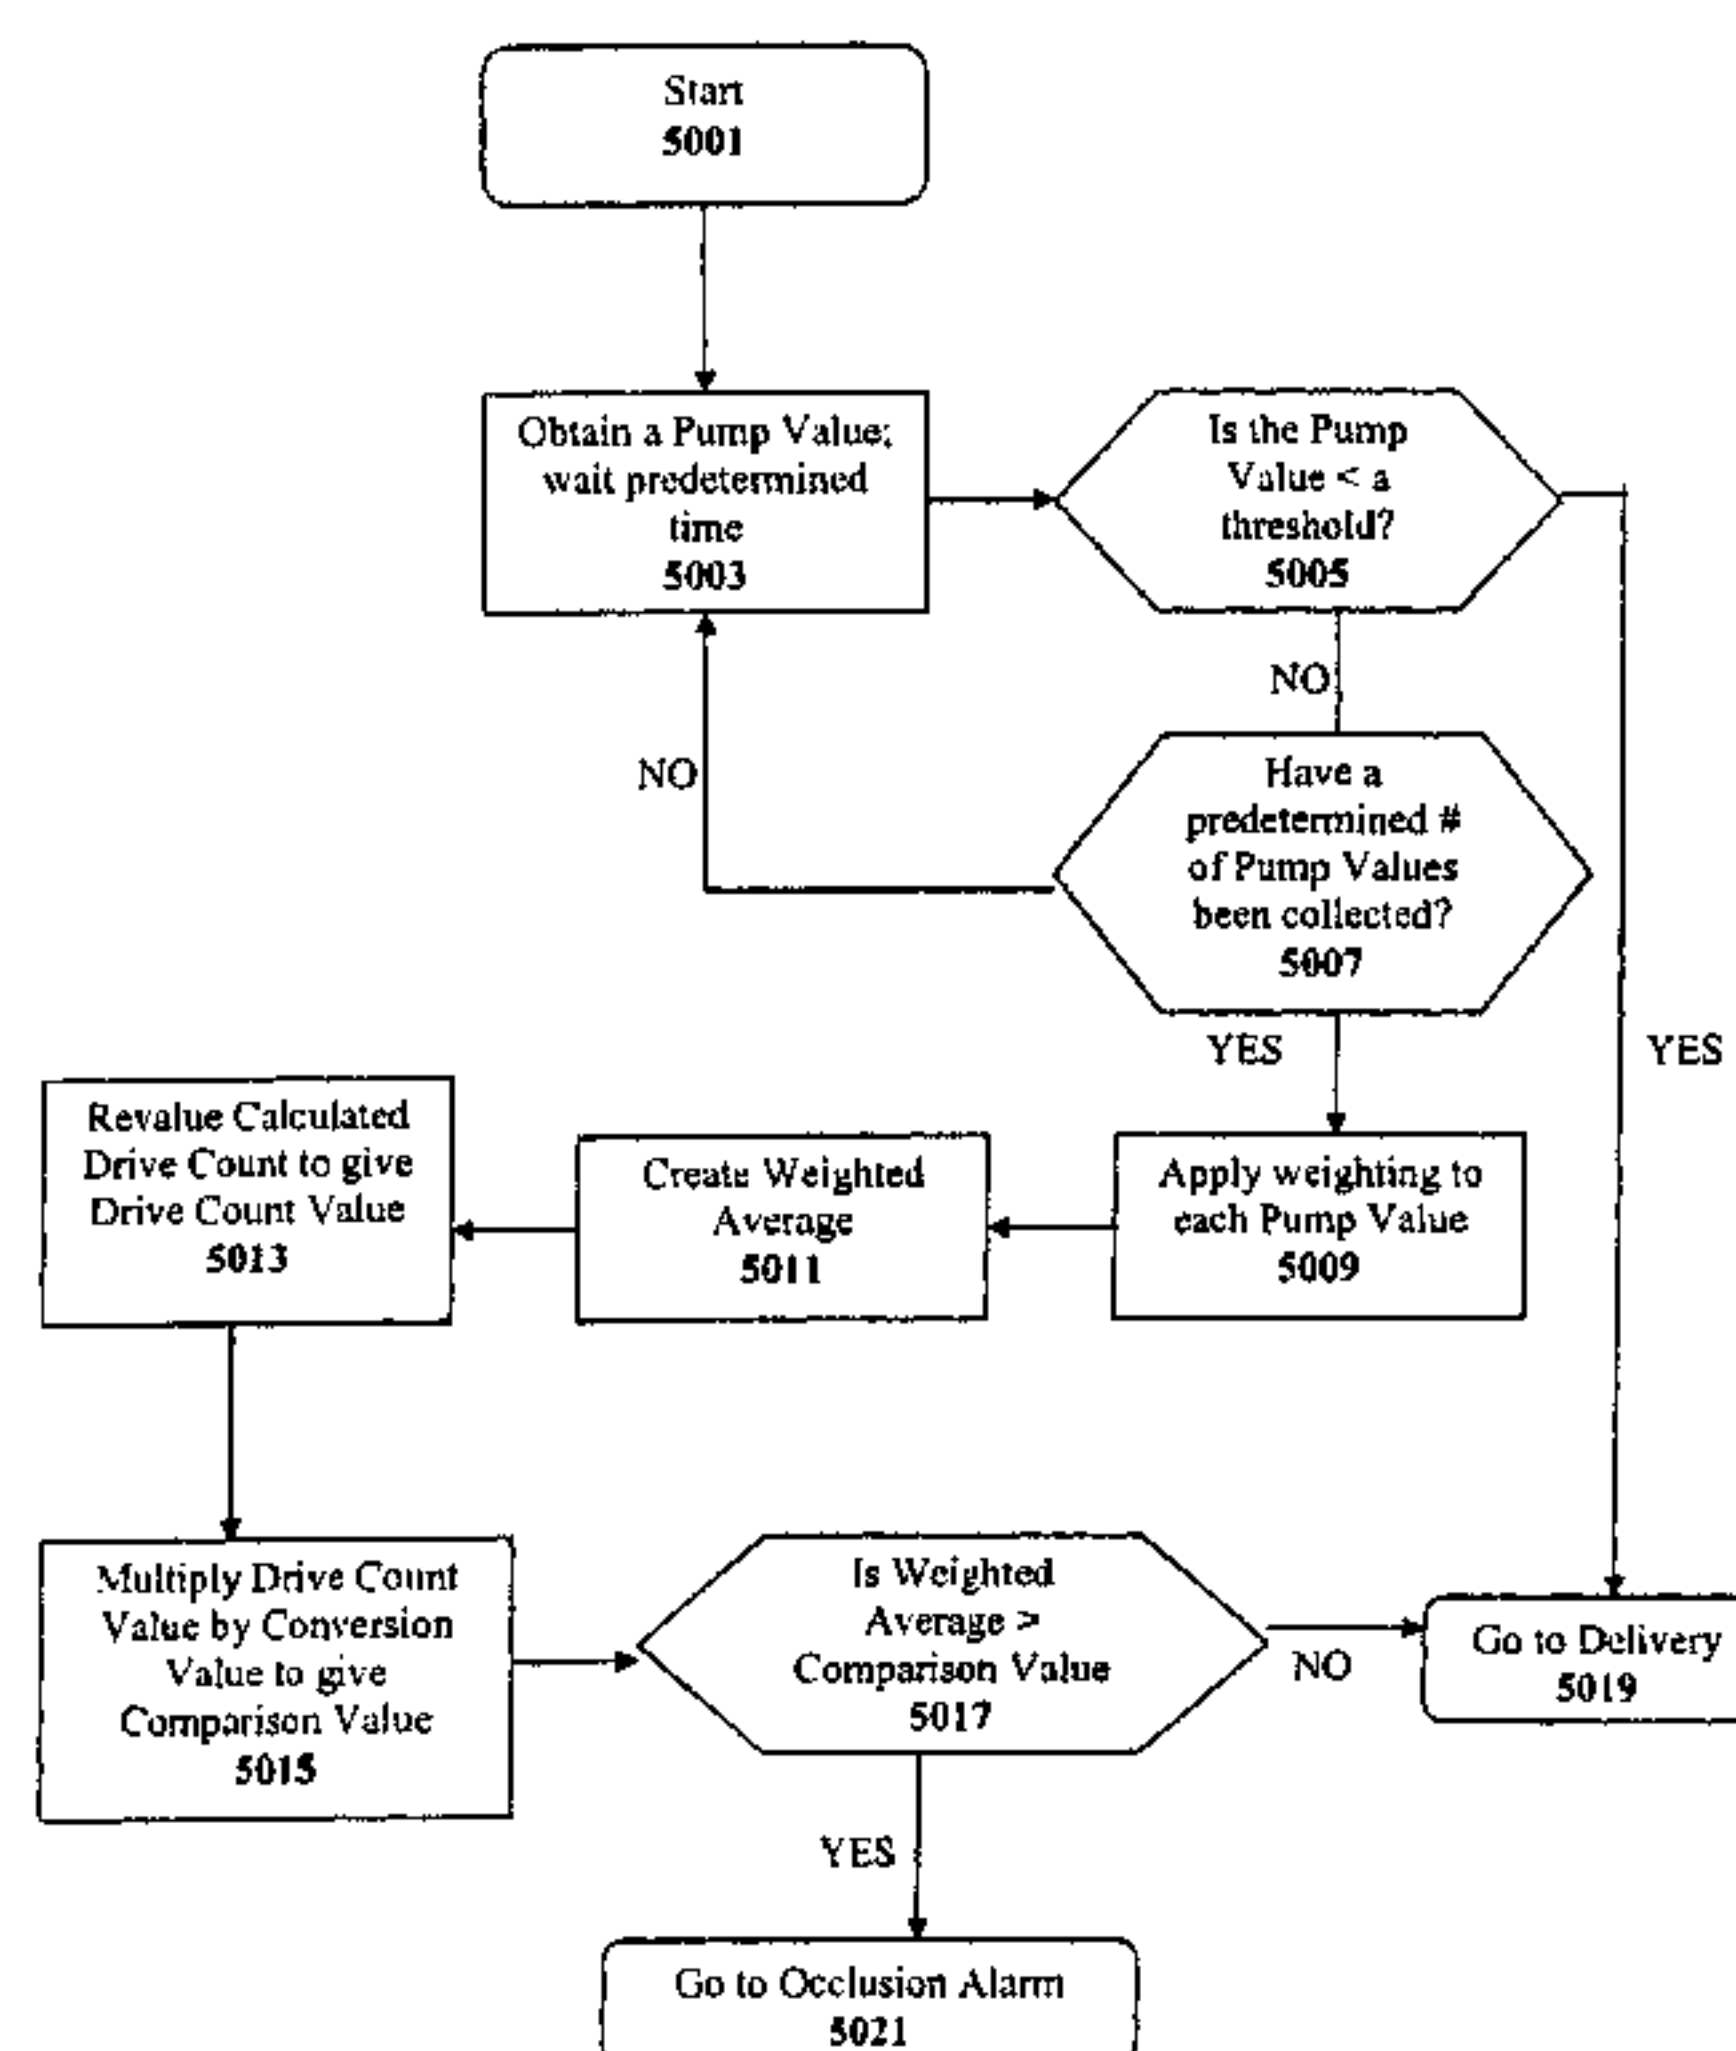 Start
5001
Obtain a Pump Value;
wait predetermined
time
5003
Is the Pump
Value < a
threshold?
5005
NO
NO
Have a
predetermined #
of Pump Values
been collected?
5007
YES
YES
Revalue Calculated
Drive Count to give
Drive Count Value
5013
Create Weighted
Average
5011
Apply weighting to
each Pump Value
5009
Multiply Drive Count
Value by Conversion
Value to give
Comparison Value
5015
Is Weighted
Average >
Comparison Value
5017
NO
Go to Delivery
5019
YES
Go to Occlusion Alarm
5021